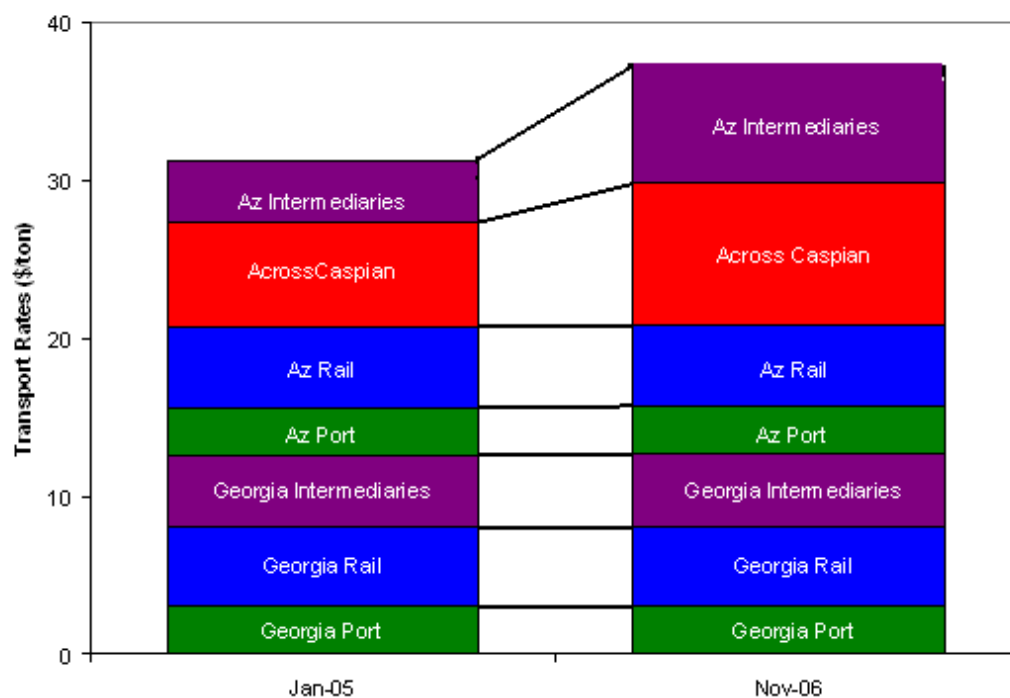 40
30
20
10
0
Transport Rates ($/ton)
Az Intermediaries
AcrossCaspian
Az Rail
Az Port
Georgia Intermediaries
Georgia Rail
Georgia Port
Az Intermediaries
Across Caspian
Az Rail
Az Port
Georgia Intermediaries
Georgia Rail
Georgia Port
Jan-05
Nov-06